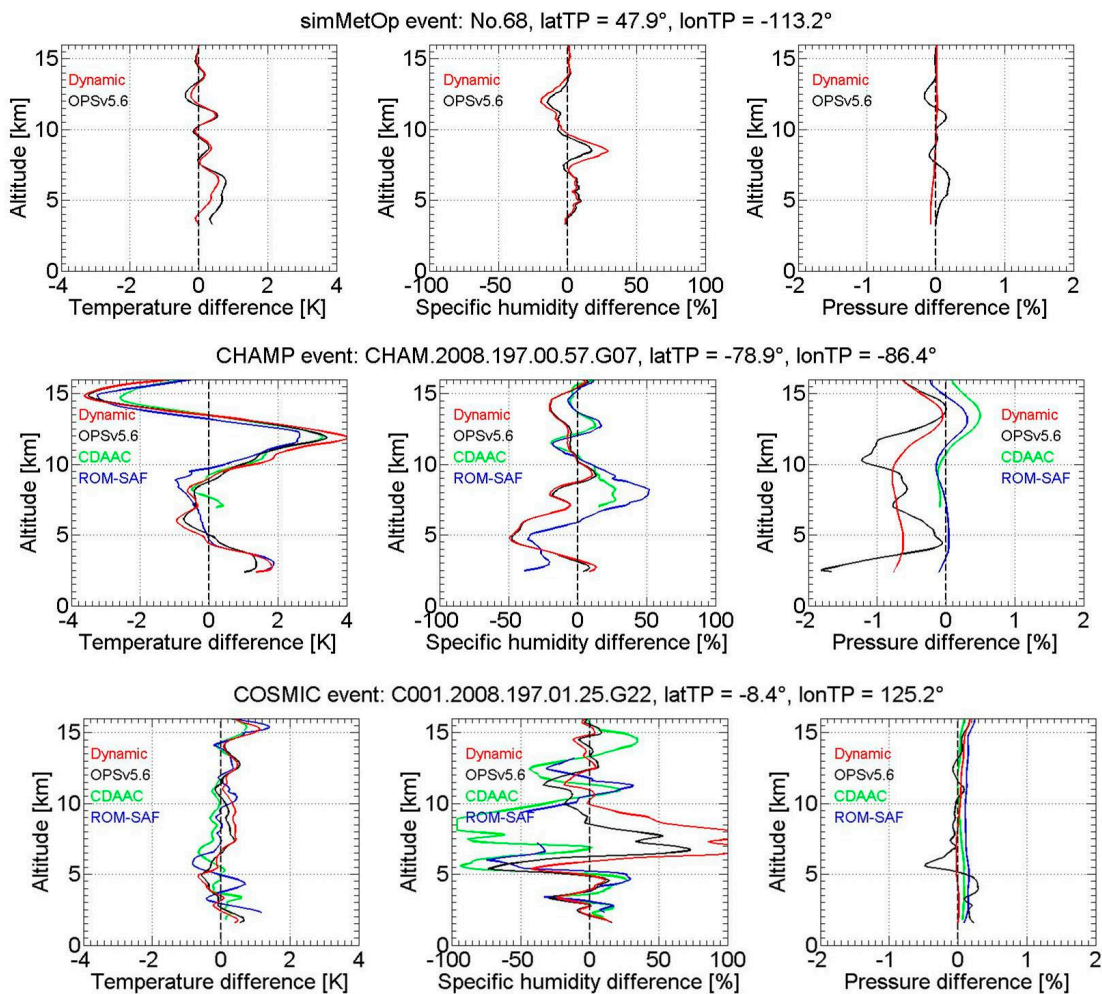 simMetOp event: No.68, latTP = 47.9°, lonTP = -113.2°
15
10
5
0
Altitude [km]
Dynamic
OPSv5.6
-4 -2 0 2 4
Temperature difference [K]
15
10
5
0
Altitude [km]
Dynamic
OPSv5.6
-100 -50 0 50 100
Specific humidity difference [%]
15
10
5
0
Altitude [km]
Dynamic
OPSv5.6
-2 -1 0 1 2
Pressure difference [%]
CHAMP event: CHAM.2008.197.00.57.G07, latTP = -78.9°, lonTP = -86.4°
15
10
5
0
Altitude [km]
Dynamic
OPSv5.6
CDAAC
ROM-SAF
-4 -2 0 2 4
Temperature difference [K]
15
10
5
0
Altitude [km]
Dynamic
OPSv5.6
CDAAC
ROM-SAF
-100 -50 0 50 100
Specific humidity difference [%]
15
10
5
0
Altitude [km]
Dynamic
OPSv5.6
CDAAC
ROM-SAF
-2 -1 0 1 2
Pressure difference [%]
COSMIC event: C001.2008.197.01.25.G22, latTP = -8.4°, lonTP = 125.2°
15
10
5
0
Altitude [km]
Dynamic
OPSv5.6
CDAAC
ROM-SAF
-4 -2 0 2 4
Temperature difference [K]
15
10
5
0
Altitude [km]
Dynamic
OPSv5.6
CDAAC
ROM-SAF
-100 -50 0 50 100
Specific humidity difference [%]
15
10
5
0
Altitude [km]
Dynamic
OPSv5.6
CDAAC
ROM-SAF
-2 -1 0 1 2
Pressure difference [%]